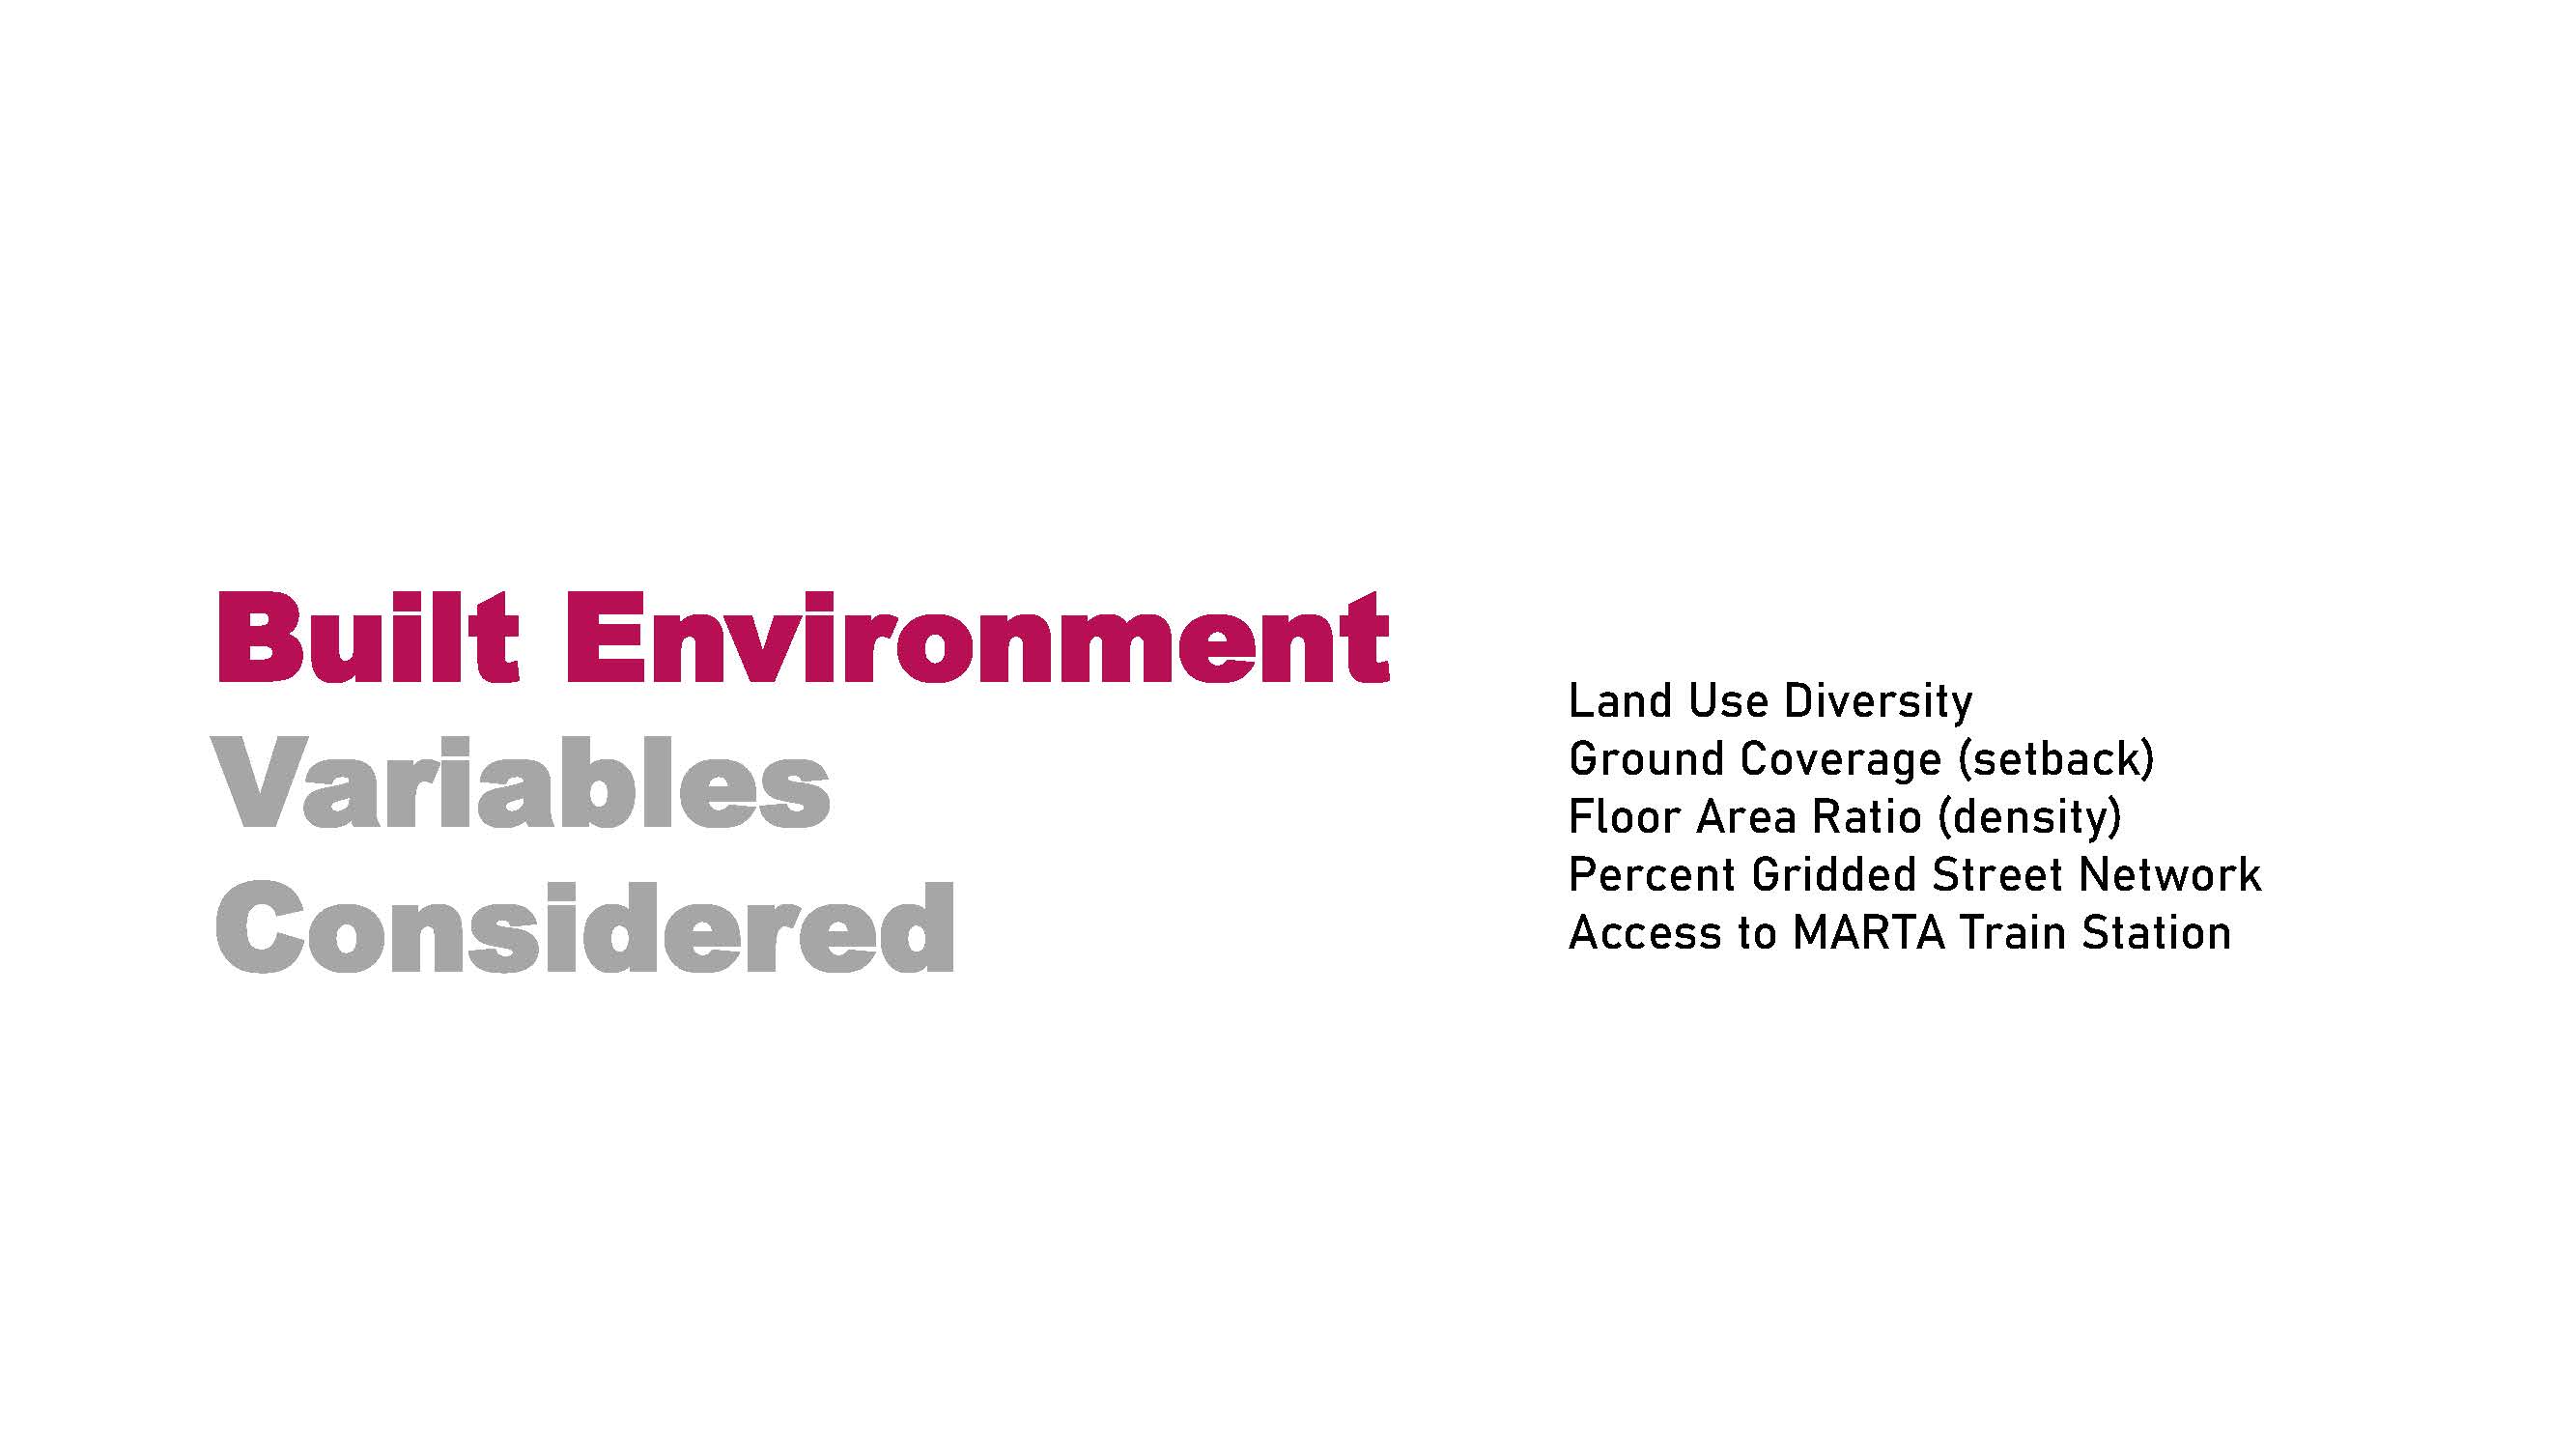 Built Environment
Variables
Considered
Land Use Diversity
Ground Coverage (setback)
Floor Area Ratio (density)
Percent Gridded Street Network
Access to MARTA Train Station